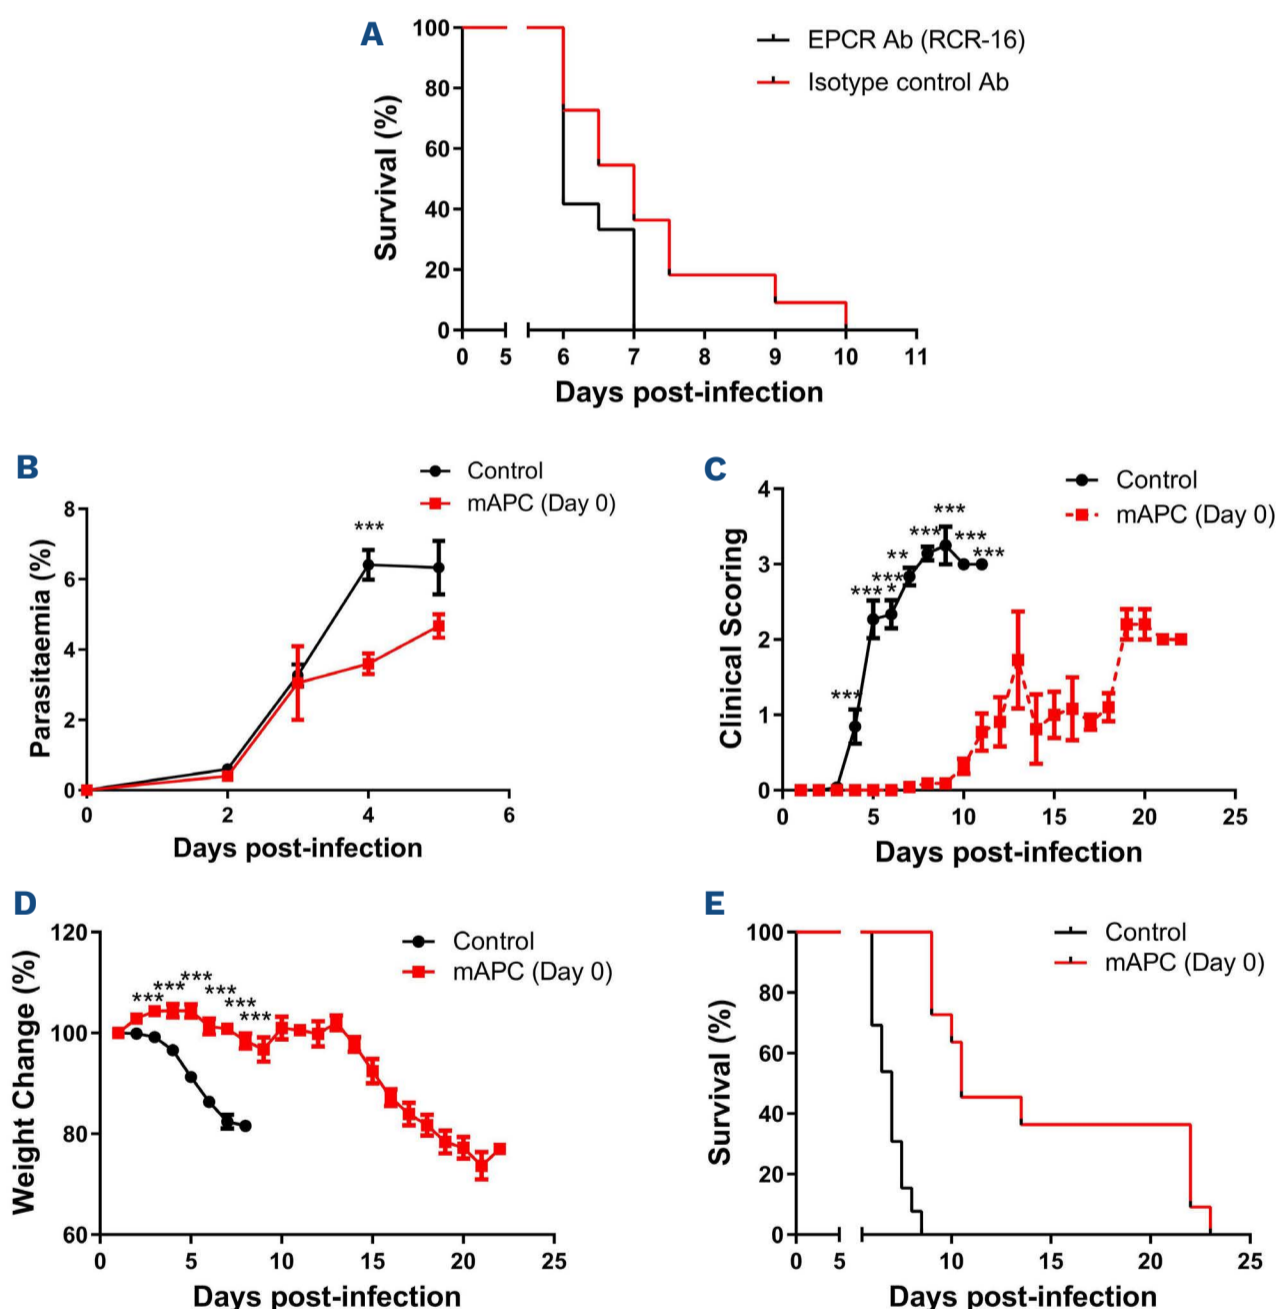 A
EPCR Ab (RCR-16)
Isotype control Ab
Survival (%)
100
80
60
40
20
0
0 5 6 7 8 9 10 11
Days post-infection
B
Control
mAPC (Day 0)
Parasitaemia (%)
8
6
4
2
0
***
0 2 4 6
Days post-infection
C
Control
mAPC (Day 0)
Clinical Scoring
4
3
2
1
0
***
***
***
*
**
***
***
***
***
0 5 10 15 20 25
Days post-infection
D
Control
mAPC (Day 0)
Weight Change (%)
120
100
80
60
***
***
***
***
***
***
0 5 10 15 20 25
Days post-infection
E
Control
mAPC (Day 0)
Survival (%)
100
80
60
40
20
0
0 5 10 15 20 25
Days post-infection